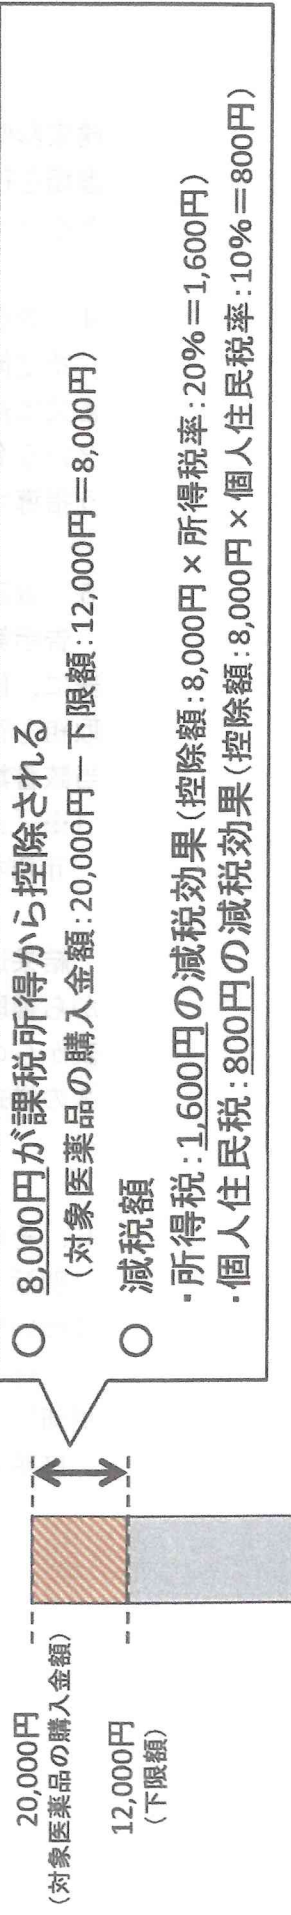 20,000円
（対象医薬品の購入金額）
12,000円
（下限額）
○ 8,000円が課税所得から控除される
（対象医薬品の購入金額：20,000円－下限額：12,000円＝8,000円）
○ 減税額
・所得税：1,600円の減税効果（控除額：8,000円×所得税率：20％＝1,600円）
・個人住民税：800円の減税効果（控除額：8,000円×個人住民税率：10％＝800円）